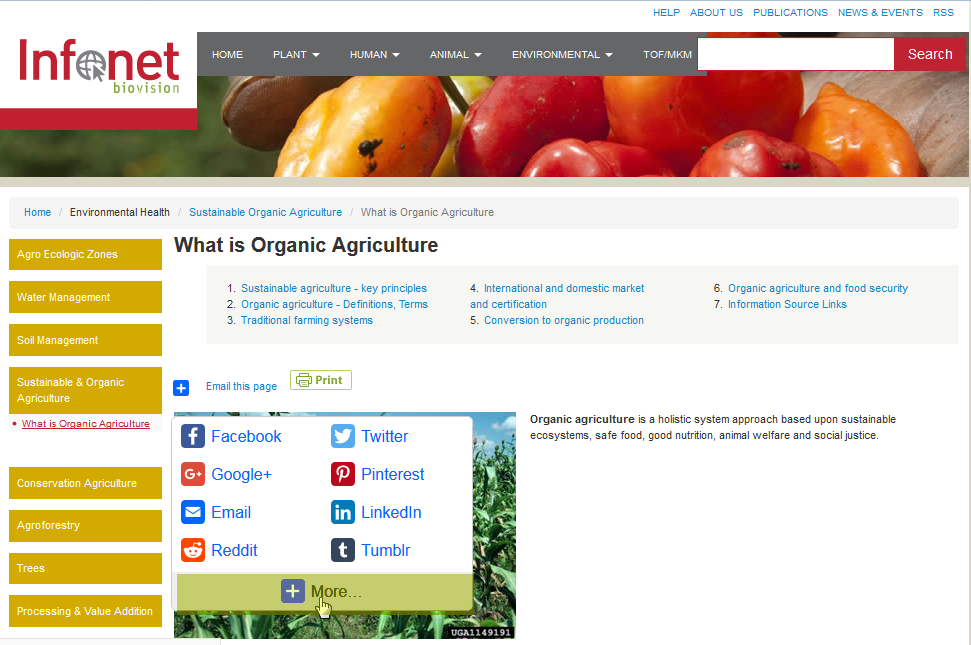 HELP ABOUT US PUBLICATIONS NEWS & EVENTS RSS
Infonet
biovision
HOME PLANT HUMAN ANIMAL ENVIRONMENTAL TOF/MKM Search
Home / Environmental Health / Sustainable Organic Agriculture / What is Organic Agriculture
Agro Ecologic Zones
Water Management
Soil Management
Sustainable & Organic
Agriculture
What is Organic Agriculture
Conservation Agriculture
Agroforestry
Trees
Processing & Value Addition
What is Organic Agriculture
1. Sustainable agriculture - key principles
2. Organic agriculture - Definitions, Terms
3. Traditional farming systems
4. International and domestic market
and certification
5. Conversion to organic production
6. Organic agriculture and food security
7. Information Source Links
Email this page Print
Facebook Twitter
Google+ Pinterest
Email LinkedIn
Reddit Tumblr
More...
UGA1149191
Organic agriculture is a holistic system approach based upon sustainable
ecosystems, safe food, good nutrition, animal welfare and social justice.